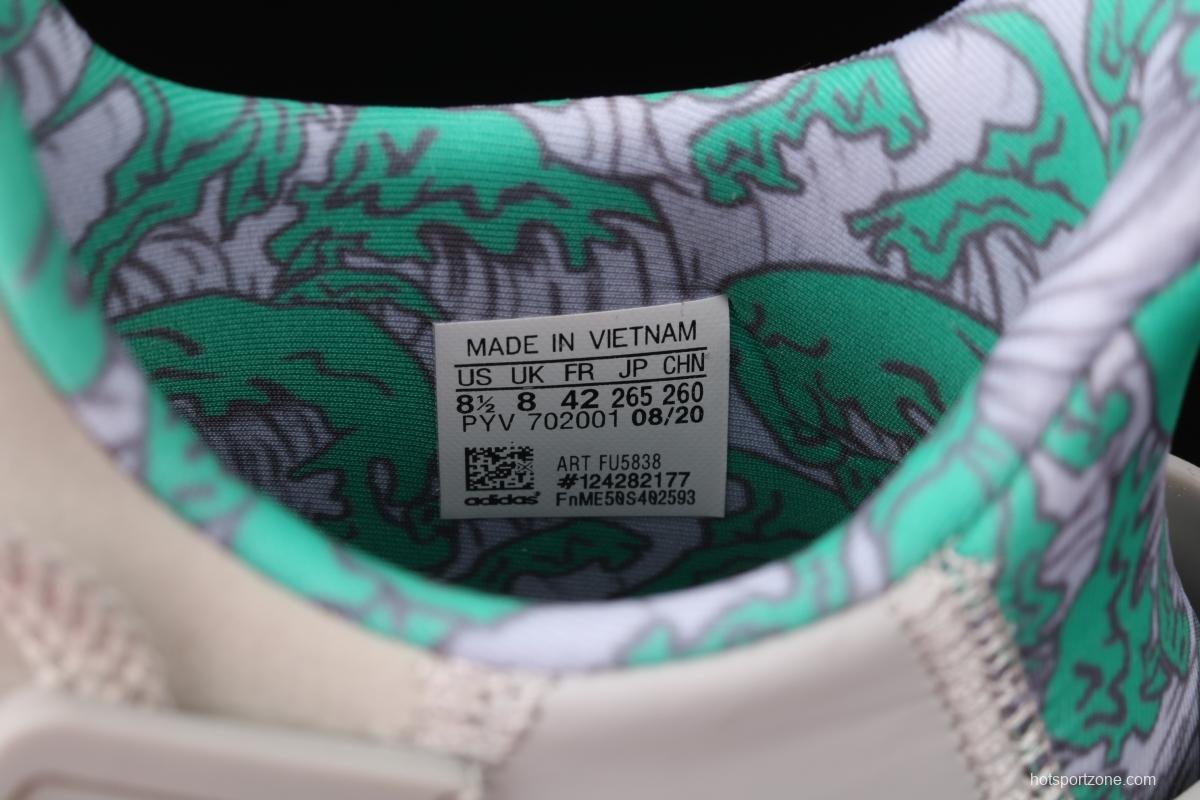 MADE IN VIETNAM
US UK FR JP CHN
8½ 8 42 265 260
PYV 702001 08/20
ART FU5838
#124282177
adidas FnME50S402593
hotsportzone.com